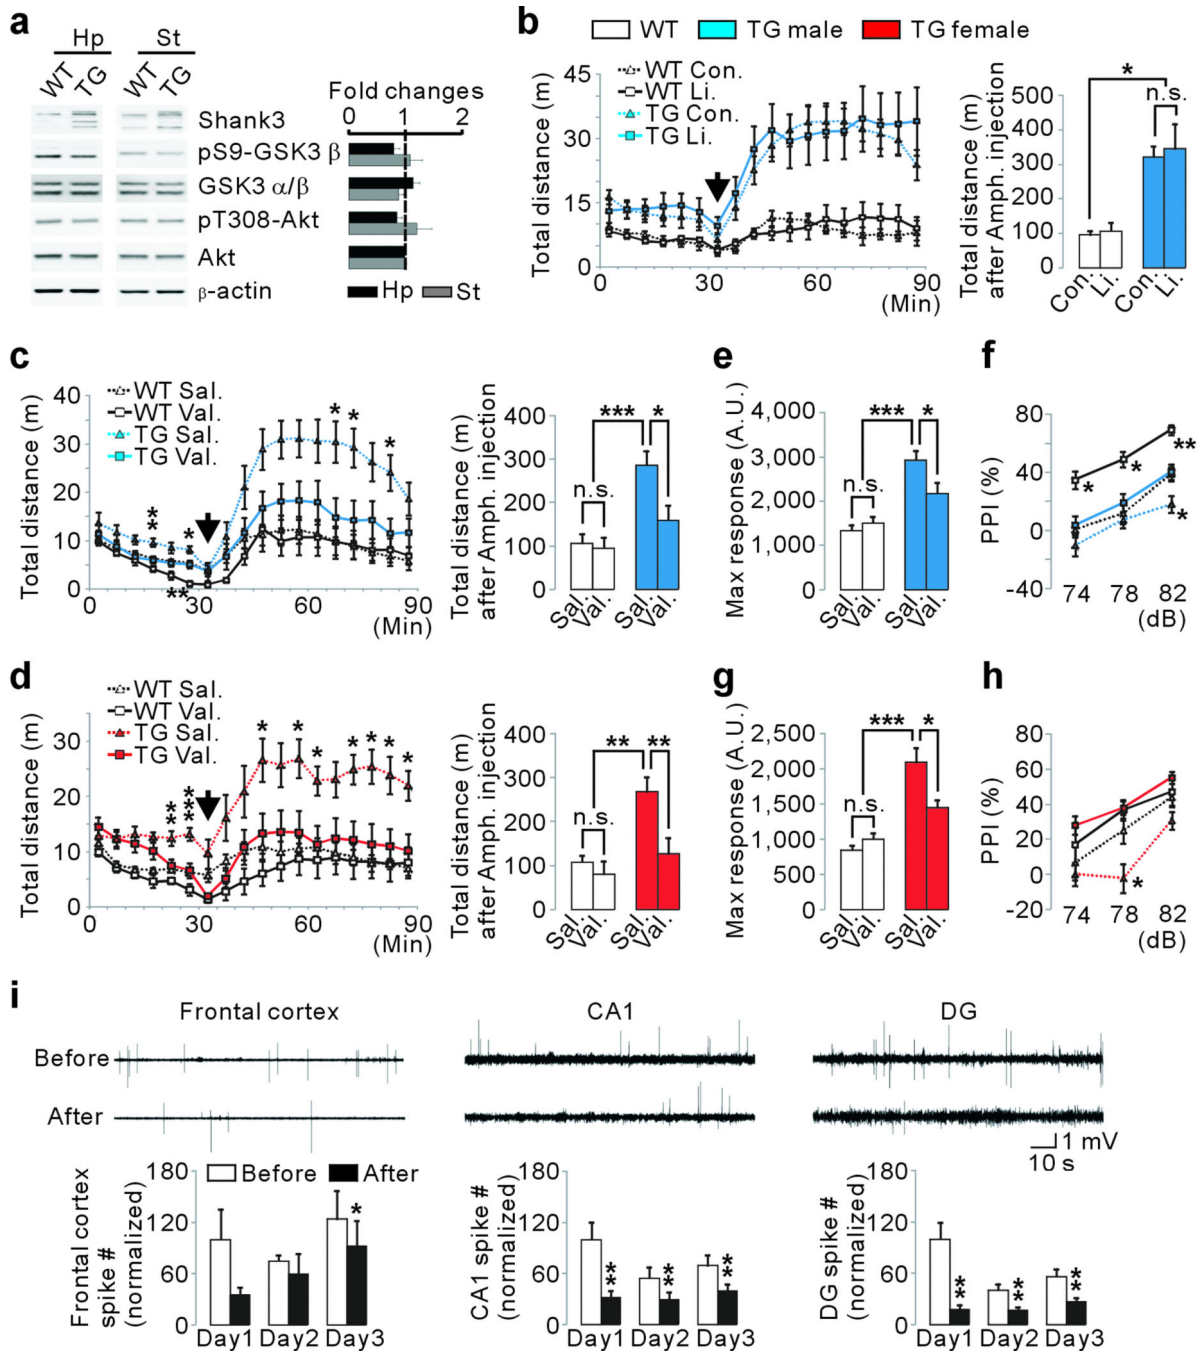 a
Hp St
WT TG WT TG
Fold changes
0 1 2
Shank3
pS9-GSK3 β
GSK3 α/β
pT308-Akt
Akt
β-actin
Hp St
WT TG male TG female
b
Total distance (m)
45
30
15
0
WT Con.
WT Li.
TG Con.
TG Li.
0 30 60 90
(Min)
Total distance (m)
after Amph. injection
500
400
300
200
100
0
*
n.s.
Con. Li. Con. Li.
c
Total distance (m)
40
30
20
10
0
WT Sal.
WT Val.
TG Sal.
TG Val.
* *
*
**
*
**
0 30 60 90
(Min)
Total distance (m)
after Amph. injection
400
300
200
100
0
*** *
n.s.
Sal. Val. Sal. Val.
e
Max response (A.U.)
4,000
3,000
2,000
1,000
0
*** *
n.s.
Sal. Val. Sal. Val.
f
PPI (%)
80
40
0
-40
**
*
*
*
74 78 82
(dB)
d
Total distance (m)
30
20
10
0
WT Sal.
WT Val.
TG Sal.
TG Val.
* * * * * * *
** ***
0 30 60 90
(Min)
Total distance (m)
after Amph. injection
400
300
200
100
0
** **
n.s.
Sal. Val. Sal. Val.
g
Max response (A.U.)
2,500
2,000
1,500
1,000
500
0
*** *
n.s.
Sal. Val. Sal. Val.
h
PPI (%)
60
40
20
0
-20
*
74 78 82
(dB)
i
Frontal cortex CA1 DG
Before
After
1 mV
10 s
Frontal cortex
spike #
(normalized)
180
120
60
0
Before After
*
Day1 Day2 Day3
CA1 spike #
(normalized)
180
120
60
0
** ** **
Day1 Day2 Day3
DG spike #
(normalized)
180
120
60
0
** ** **
Day1 Day2 Day3